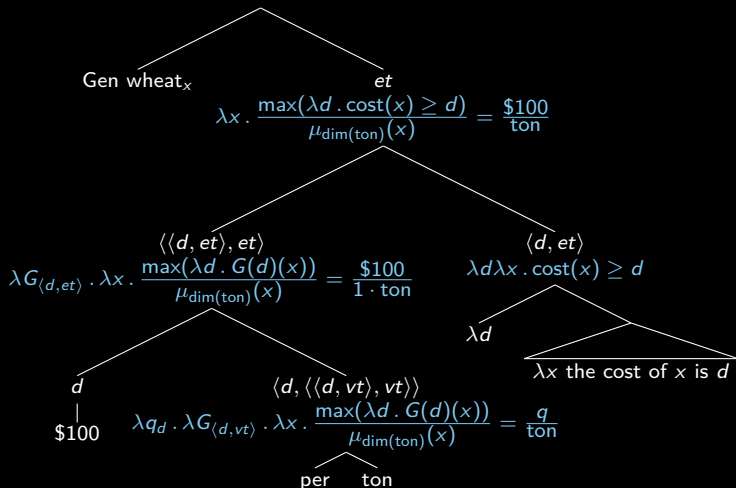 Gen wheatₓ et
λx . max(λd . cost(x) ≥ d) / μ_dim(ton)(x) = $100 / ton
⟨⟨d, et⟩, et⟩ ⟨d, et⟩
λG_⟨d,et⟩ . λx . max(λd . G(d)(x)) / μ_dim(ton)(x) = $100 / 1 · ton λdλx . cost(x) ≥ d
λd
λx the cost of x is d
d ⟨d, ⟨⟨d, vt⟩, vt⟩⟩
$100 λq_d . λG_⟨d,vt⟩ . λx . max(λd . G(d)(x)) / μ_dim(ton)(x) = q / ton
per ton